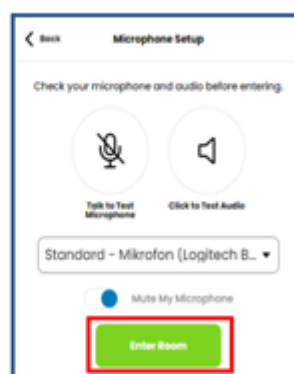 Back
Microphone Setup
Check your microphone and audio before entering.
Talk to Test
Microphone
Click to Test Audio
Standard - Mikrofon (Logitech B...
Mute My Microphone
Enter Room